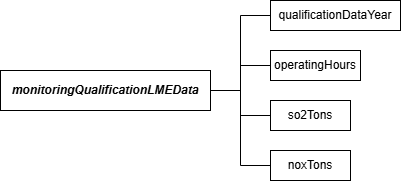 qualificationDataYear
operatingHours
monitoringQualificationLMEData
so2Tons
noxTons